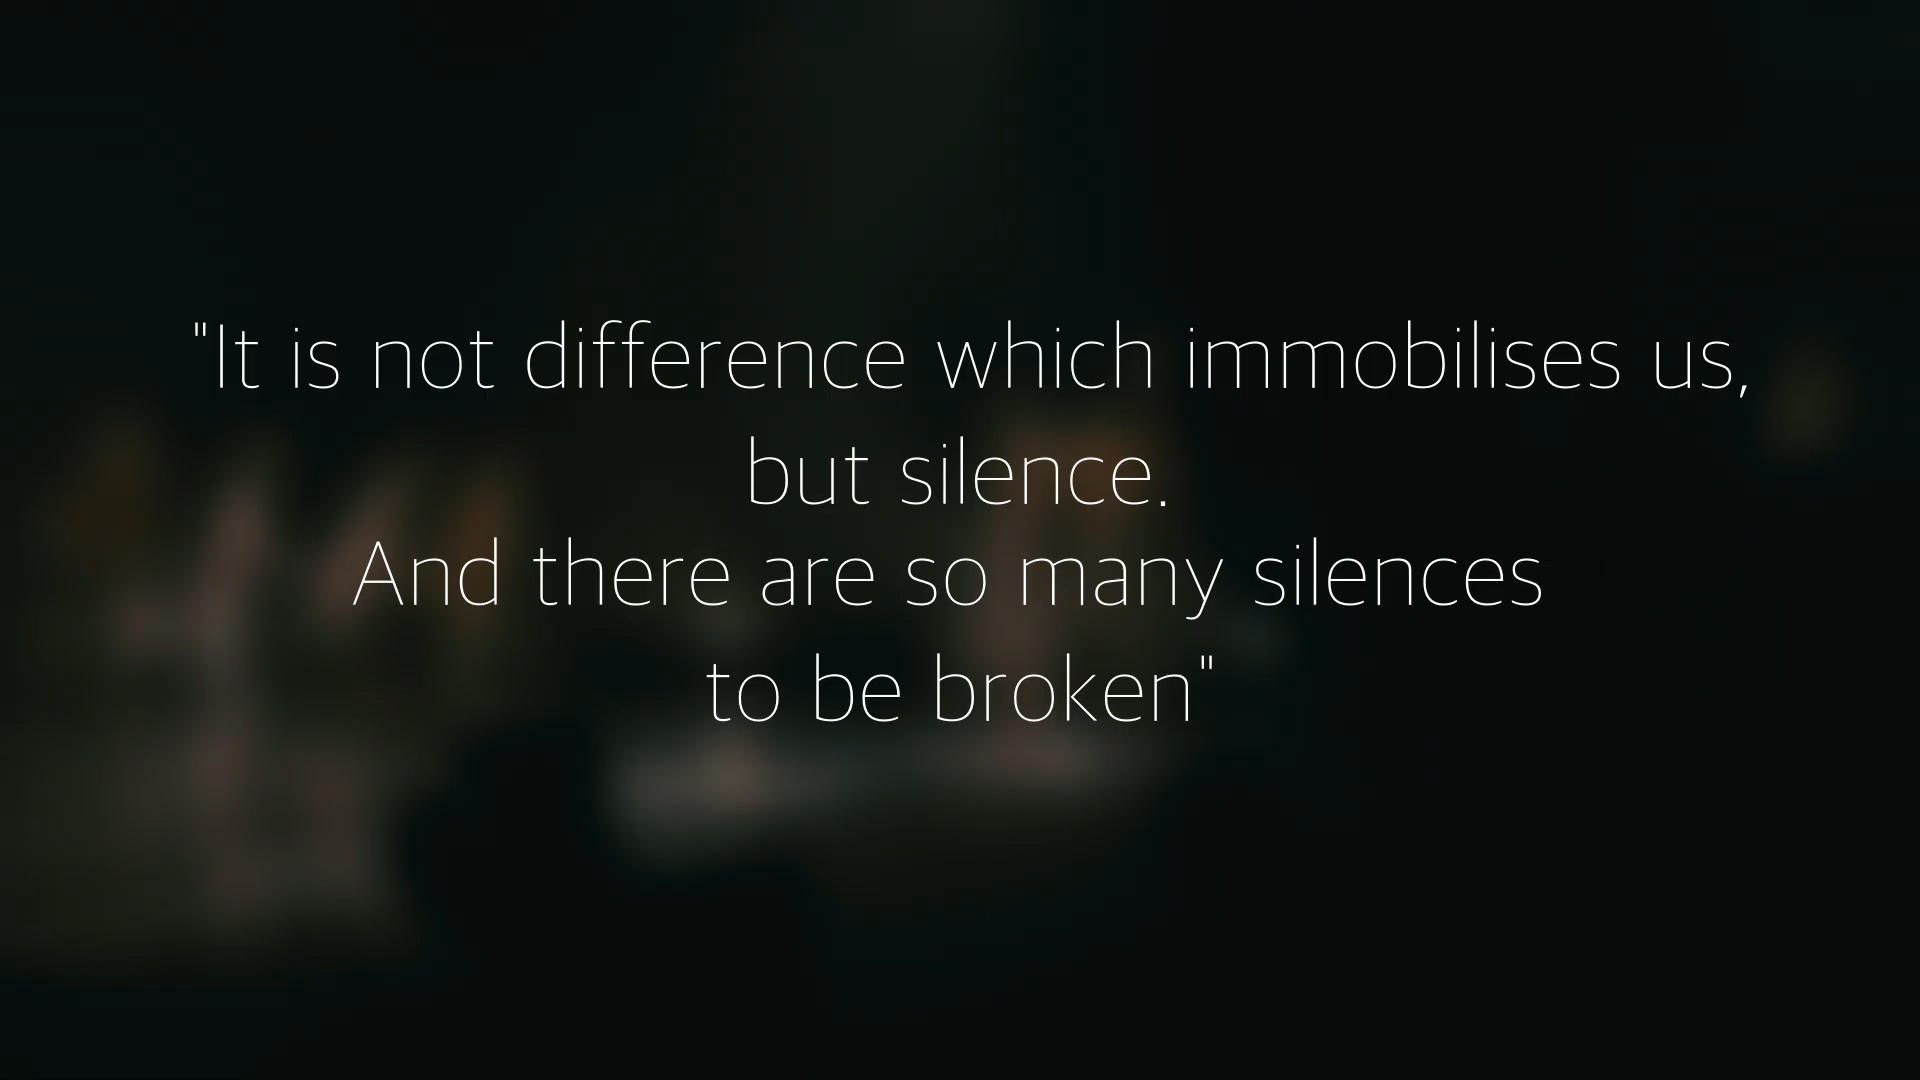 "It is not difference which immobilises us,
but silence.
And there are so many silences
to be broken"